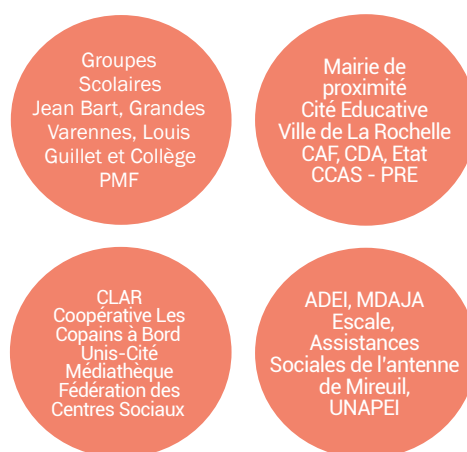 Groupes
Scolaires
Jean Bart, Grandes
Varennes, Louis
Guillet et Collège
PMF
Mairie de
proximité
Cité Educative
Ville de La Rochelle
CAF, CDA, Etat
CCAS - PRE
CLAR
Coopérative Les
Copains à Bord
Unis-Cité
Médiathèque
Fédération des
Centres Sociaux
ADEI, MDAJA
Escale,
Assistances
Sociales de l'antenne
de Mireuil,
UNAPEI